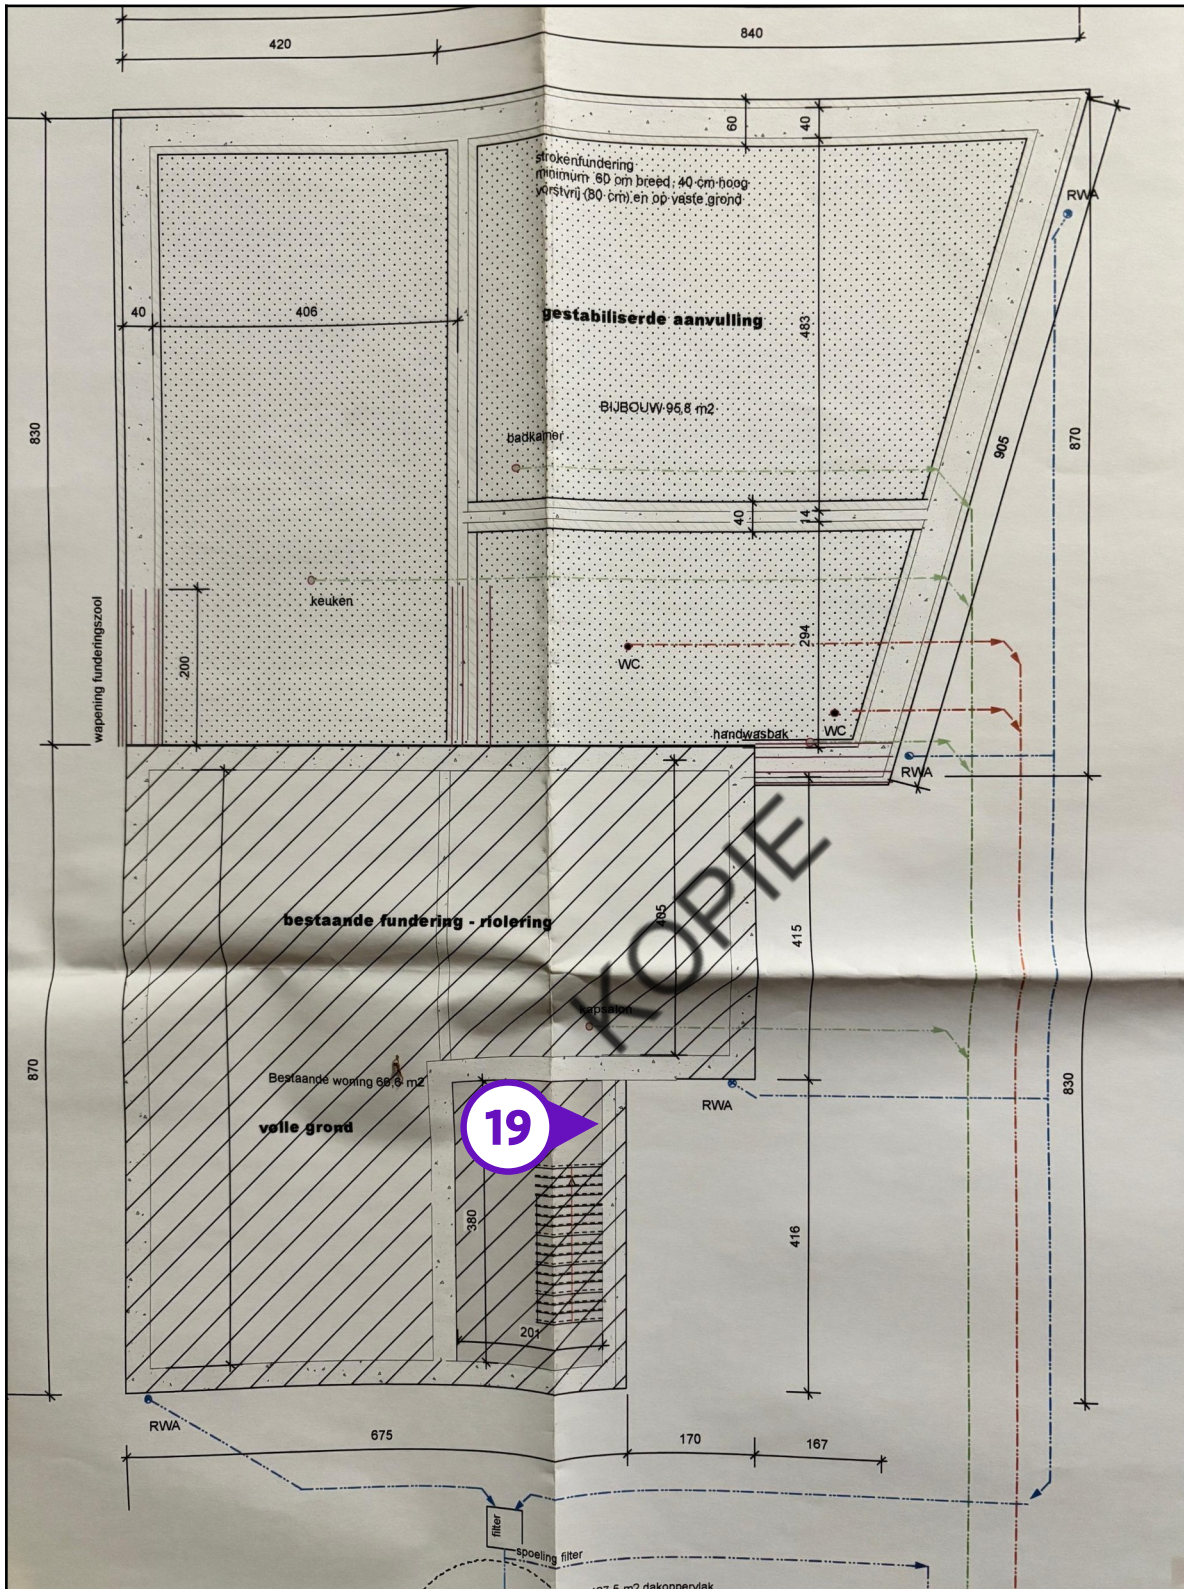 420
840
60
40
strokenfundering
minimum 60 cm breed, 40 cm hoog
vorstvrij (80 cm) en op vaste grond
RWA
40
406
gestabiliserde aanvulling
483
BIJBOUW 95,8 m2
830
badkamer
905
870
40
14
keuken
wapening funderingszool
200
294
WC
WC
handwasbak
RWA
KOPIE
bestaande fundering - riolering
405
415
kapsalon
870
Bestaande woning 66,6 m2
830
RWA
volle grond
19
380
416
201
RWA
675
170
167
filter
spoeling filter
m2 dakoppervlak